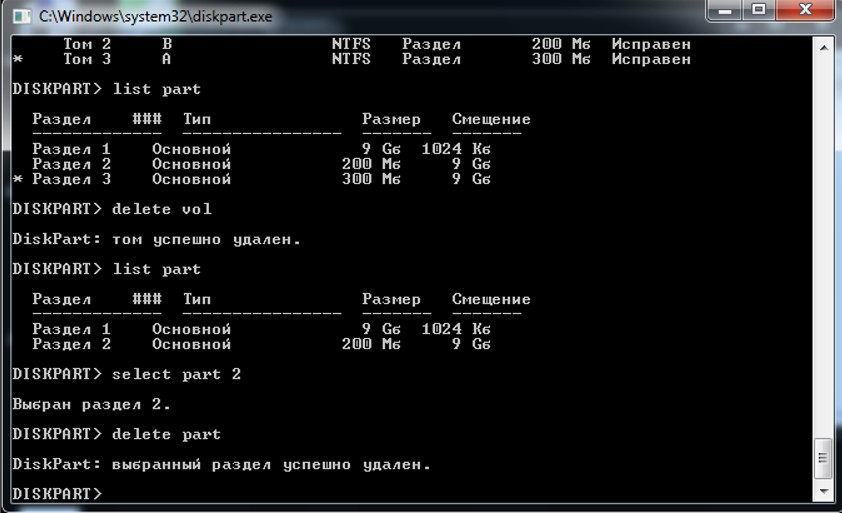 C:\Windows\system32\diskpart.exe
Том 2 B NTFS Раздел 200 Мб Исправен
* Том 3 A NTFS Раздел 300 Мб Исправен
DISKPART> list part
Раздел ### Тип Размер Смещение
------------- ---------------- ------- -------
Раздел 1 Основной 9 Gб 1024 Kб
Раздел 2 Основной 200 Мб 9 Gб
* Раздел 3 Основной 300 Мб 9 Gб
DISKPART> delete vol
DiskPart: том успешно удален.
DISKPART> list part
Раздел ### Тип Размер Смещение
------------- ---------------- ------- -------
Раздел 1 Основной 9 Gб 1024 Kб
Раздел 2 Основной 200 Мб 9 Gб
DISKPART> select part 2
Выбран раздел 2.
DISKPART> delete part
DiskPart: выбранный раздел успешно удален.
DISKPART>